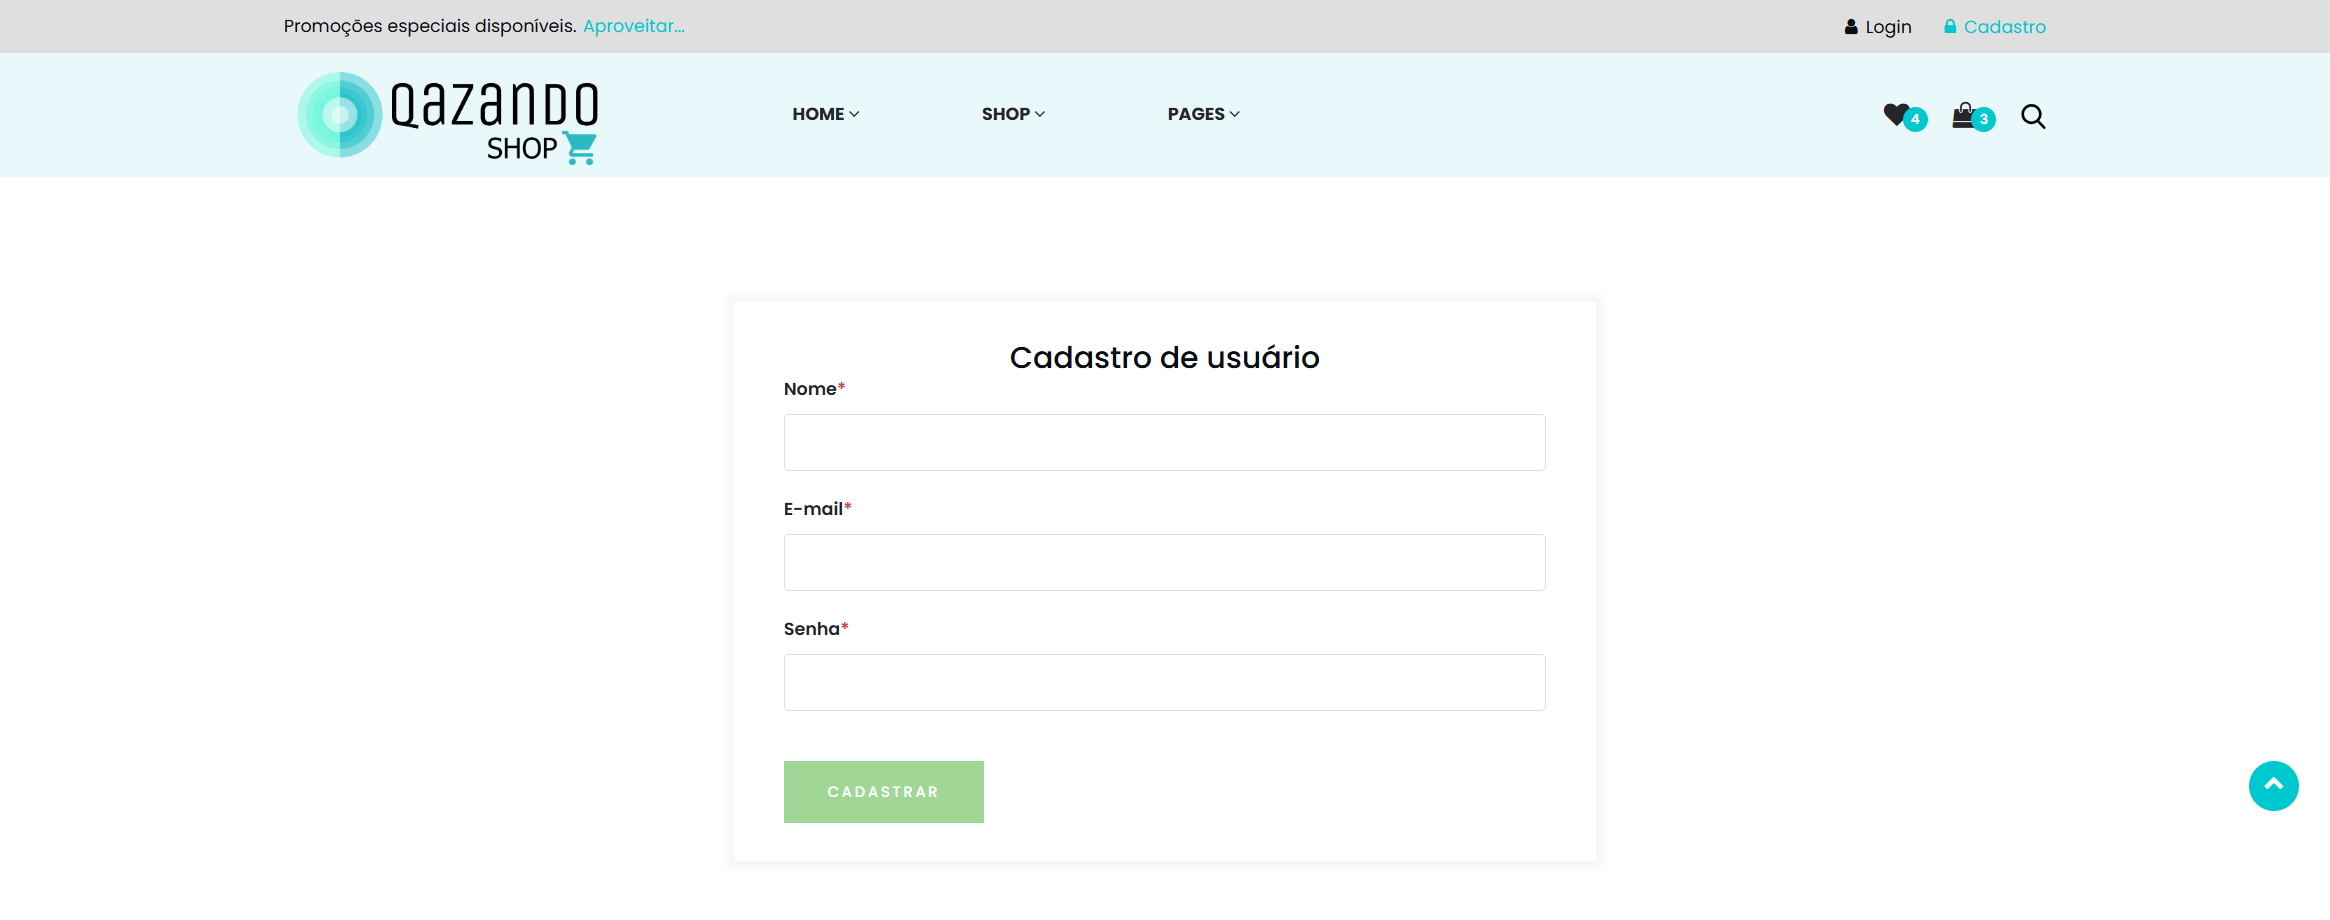 Promoções especiais disponíveis. Aproveitar...
Login
Cadastro
Qazando
SHOP
HOME
SHOP
PAGES
4
3
Cadastro de usuário
Nome*
E-mail*
Senha*
CADASTRAR